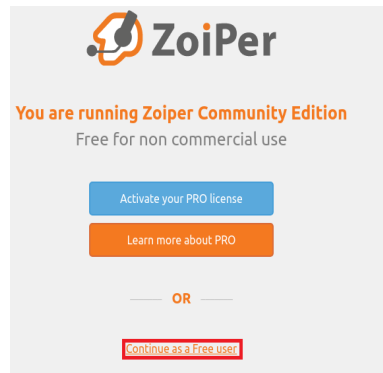 ZoiPer
You are running Zoiper Community Edition
Free for non commercial use
Activate your PRO license
Learn more about PRO
OR
Continue as a Free user